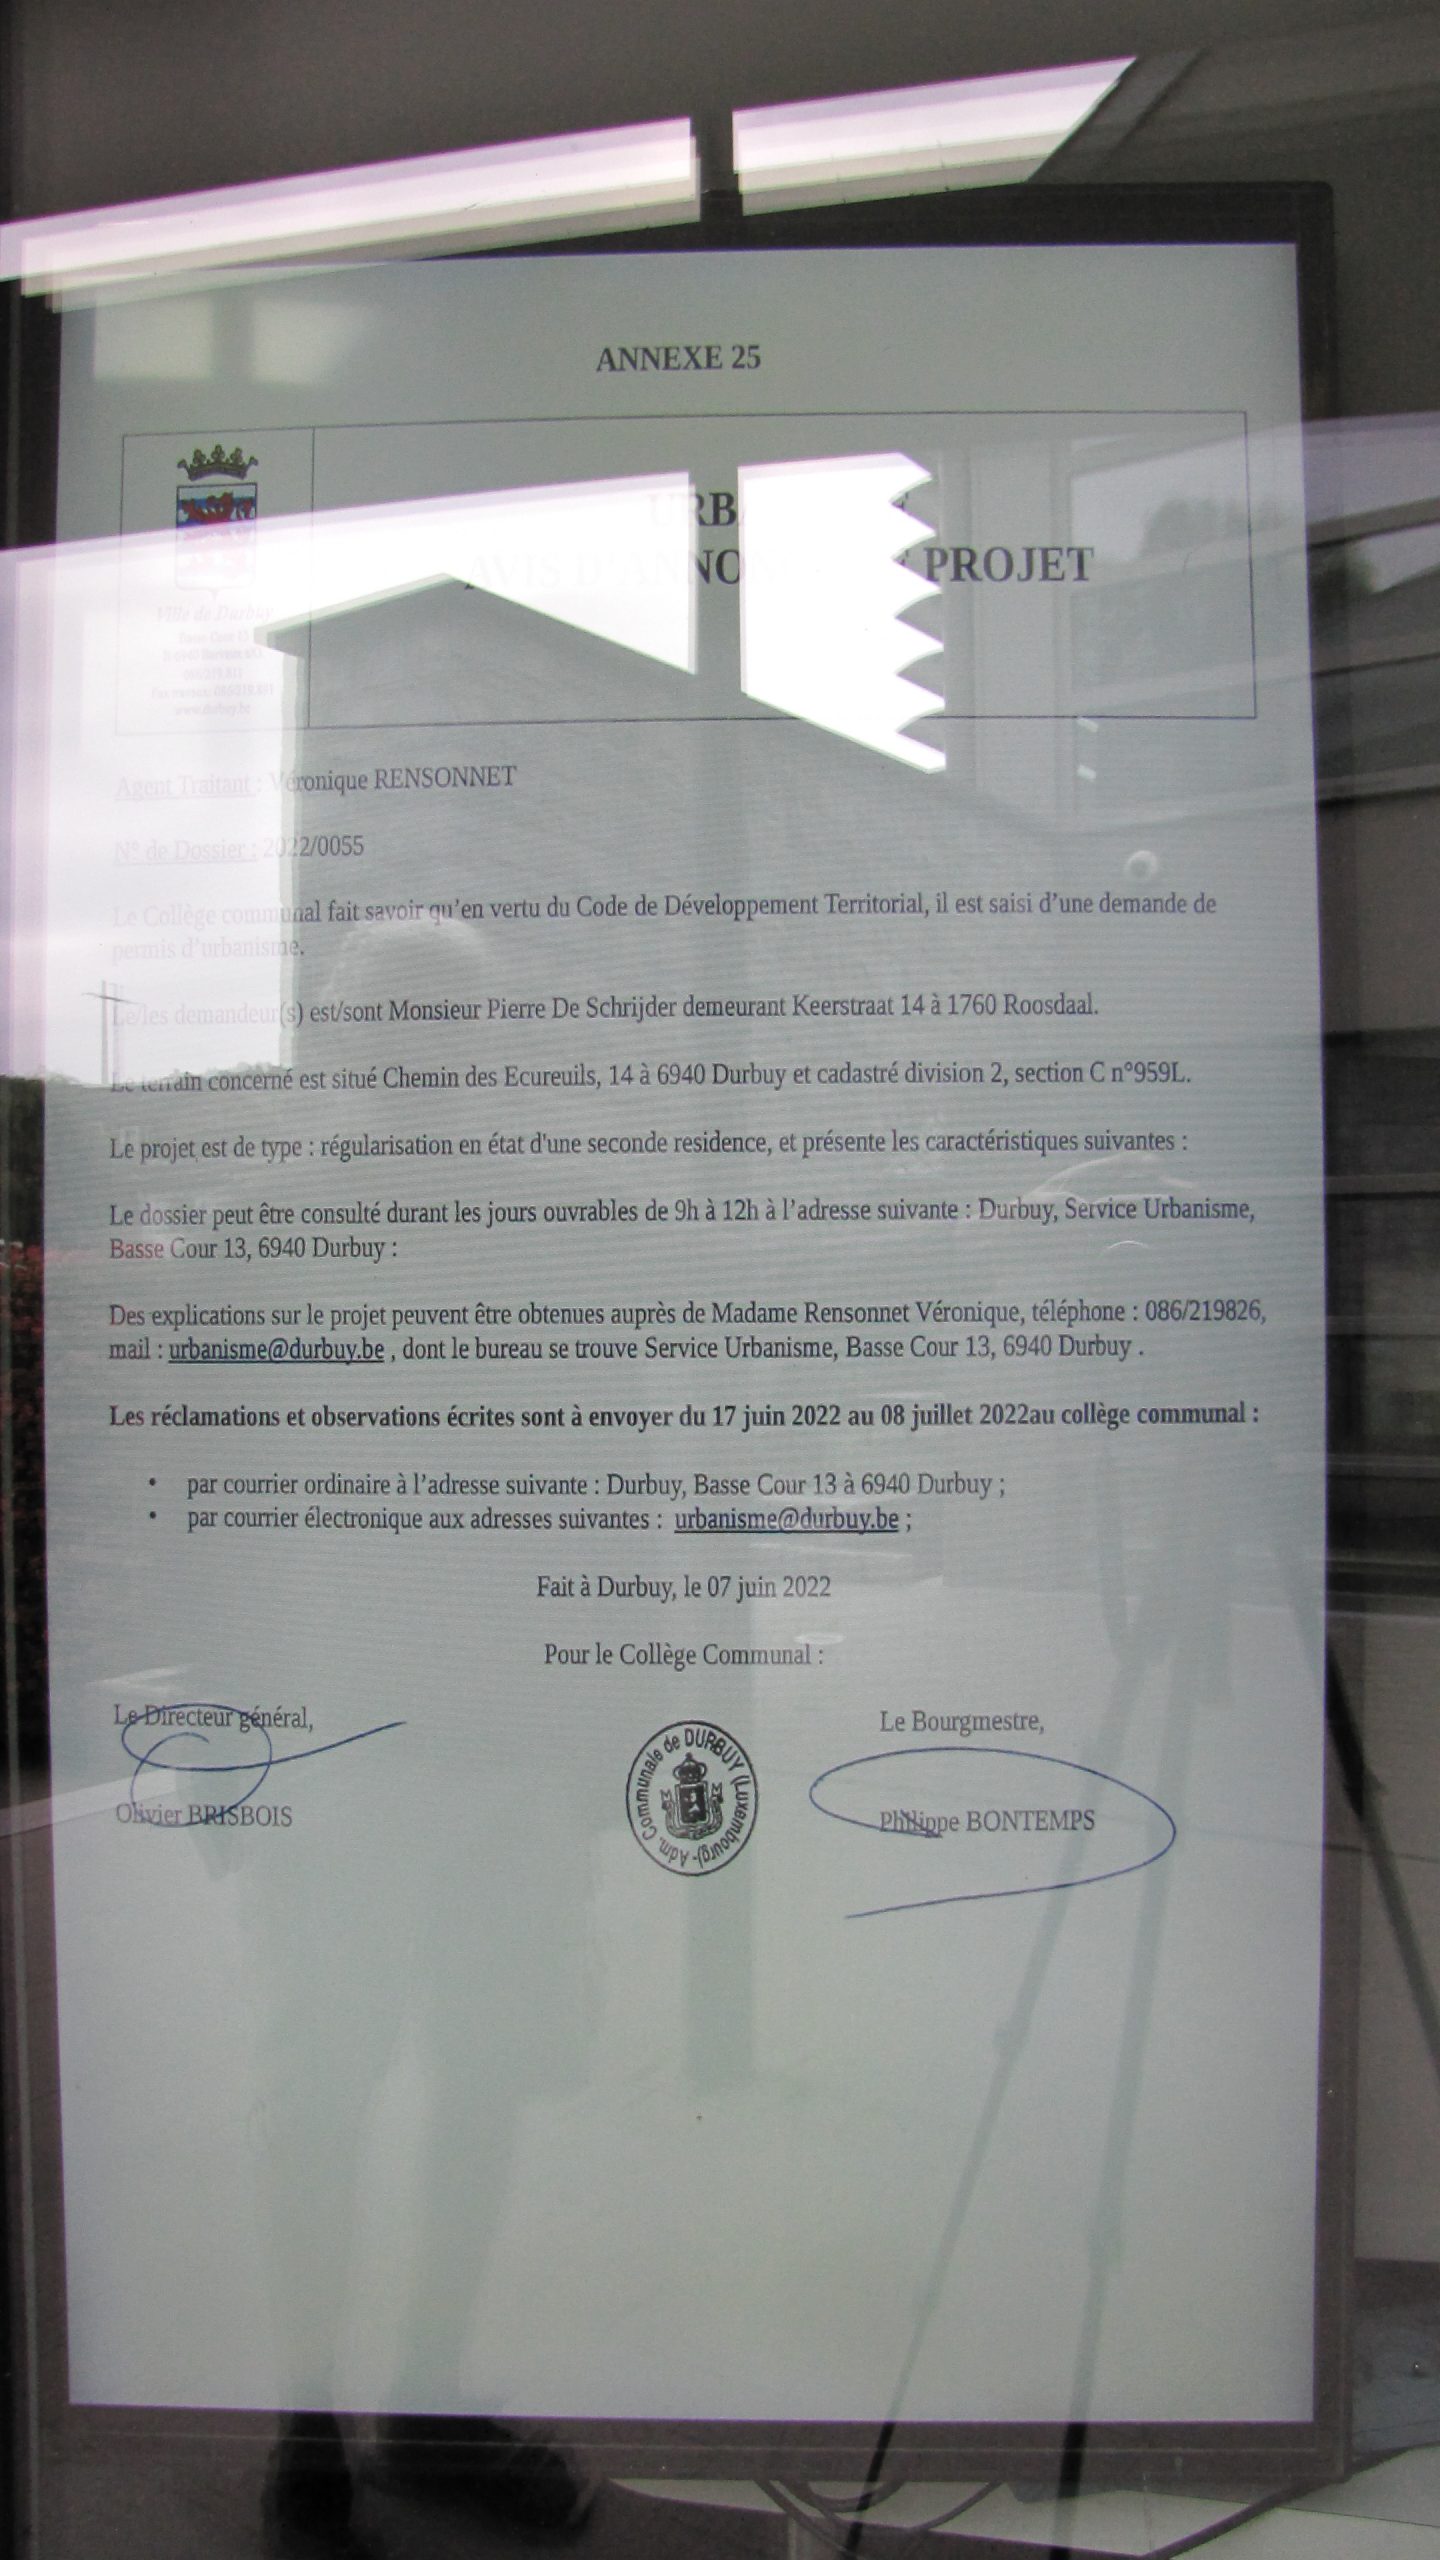 ANNEXE 25
AVIS D'ANNO PROJET
Ville de Durbuy
www.durbuy.be
Agent Traitant : Véronique RENSONNET
N° de Dossier : 2022/0055
Le Collège communal fait savoir qu'en vertu du Code de Développement Territorial, il est saisi d'une demande de
permis d'urbanisme.
Le/les demandeur(s) est/sont Monsieur Pierre De Schrijder demeurant Keerstraat 14 à 1760 Roosdaal.
Le terrain concerné est situé Chemin des Ecureuils, 14 à 6940 Durbuy et cadastré division 2, section C n°959L.
Le projet est de type : régularisation en état d'une seconde residence, et présente les caractéristiques suivantes :
Le dossier peut être consulté durant les jours ouvrables de 9h à 12h à l'adresse suivante : Durbuy, Service Urbanisme,
Basse Cour 13, 6940 Durbuy :
Des explications sur le projet peuvent être obtenues auprès de Madame Rensonnet Véronique, téléphone : 086/219826,
mail : urbanisme@durbuy.be , dont le bureau se trouve Service Urbanisme, Basse Cour 13, 6940 Durbuy .
Les réclamations et observations écrites sont à envoyer du 17 juin 2022 au 08 juillet 2022au collège communal :
• par courrier ordinaire à l'adresse suivante : Durbuy, Basse Cour 13 à 6940 Durbuy ;
• par courrier électronique aux adresses suivantes : urbanisme@durbuy.be ;
Fait à Durbuy, le 07 juin 2022
Pour le Collège Communal :
Le Directeur général,
Le Bourgmestre,
Adm. Communale de DURBUY (Luxembourg)-
Olivier BRISBOIS
Philippe BONTEMPS